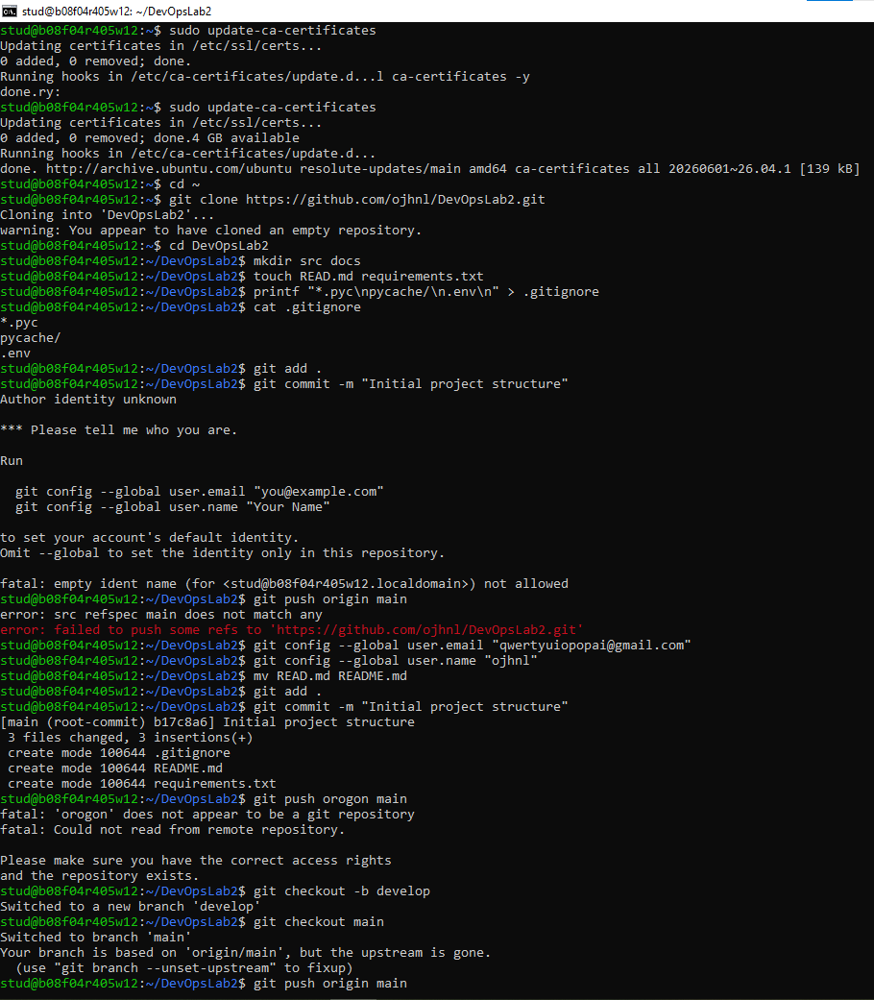 stud@b08f04r405w12: ~/DevOpsLab2
stud@b08f04r405w12:~$ sudo update-ca-certificates
Updating certificates in /etc/ssl/certs...
0 added, 0 removed; done.
Running hooks in /etc/ca-certificates/update.d...l ca-certificates -y
done.ry:
stud@b08f04r405w12:~$ sudo update-ca-certificates
Updating certificates in /etc/ssl/certs...
0 added, 0 removed; done.4 GB available
Running hooks in /etc/ca-certificates/update.d...
done. http://archive.ubuntu.com/ubuntu resolute-updates/main amd64 ca-certificates all 20260601~26.04.1 [139 kB]
stud@b08f04r405w12:~$ cd ~
stud@b08f04r405w12:~$ git clone https://github.com/ojhnl/DevOpsLab2.git
Cloning into 'DevOpsLab2'...
warning: You appear to have cloned an empty repository.
stud@b08f04r405w12:~$ cd DevOpsLab2
stud@b08f04r405w12:~/DevOpsLab2$ mkdir src docs
stud@b08f04r405w12:~/DevOpsLab2$ touch READ.md requirements.txt
stud@b08f04r405w12:~/DevOpsLab2$ printf "*.pyc\npycache/\n.env\n" > .gitignore
stud@b08f04r405w12:~/DevOpsLab2$ cat .gitignore
*.pyc
pycache/
.env
stud@b08f04r405w12:~/DevOpsLab2$ git add .
stud@b08f04r405w12:~/DevOpsLab2$ git commit -m "Initial project structure"
Author identity unknown

*** Please tell me who you are.

Run

  git config --global user.email "you@example.com"
  git config --global user.name "Your Name"

to set your account's default identity.
Omit --global to set the identity only in this repository.

fatal: empty ident name (for <stud@b08f04r405w12.localdomain>) not allowed
stud@b08f04r405w12:~/DevOpsLab2$ git push origin main
error: src refspec main does not match any
error: failed to push some refs to 'https://github.com/ojhnl/DevOpsLab2.git'
stud@b08f04r405w12:~/DevOpsLab2$ git config --global user.email "qwertyuiopopai@gmail.com"
stud@b08f04r405w12:~/DevOpsLab2$ git config --global user.name "ojhnl"
stud@b08f04r405w12:~/DevOpsLab2$ mv READ.md README.md
stud@b08f04r405w12:~/DevOpsLab2$ git add .
stud@b08f04r405w12:~/DevOpsLab2$ git commit -m "Initial project structure"
[main (root-commit) b17c8a6] Initial project structure
 3 files changed, 3 insertions(+)
 create mode 100644 .gitignore
 create mode 100644 README.md
 create mode 100644 requirements.txt
stud@b08f04r405w12:~/DevOpsLab2$ git push orogon main
fatal: 'orogon' does not appear to be a git repository
fatal: Could not read from remote repository.

Please make sure you have the correct access rights
and the repository exists.
stud@b08f04r405w12:~/DevOpsLab2$ git checkout -b develop
Switched to a new branch 'develop'
stud@b08f04r405w12:~/DevOpsLab2$ git checkout main
Switched to branch 'main'
Your branch is based on 'origin/main', but the upstream is gone.
  (use "git branch --unset-upstream" to fixup)
stud@b08f04r405w12:~/DevOpsLab2$ git push origin main